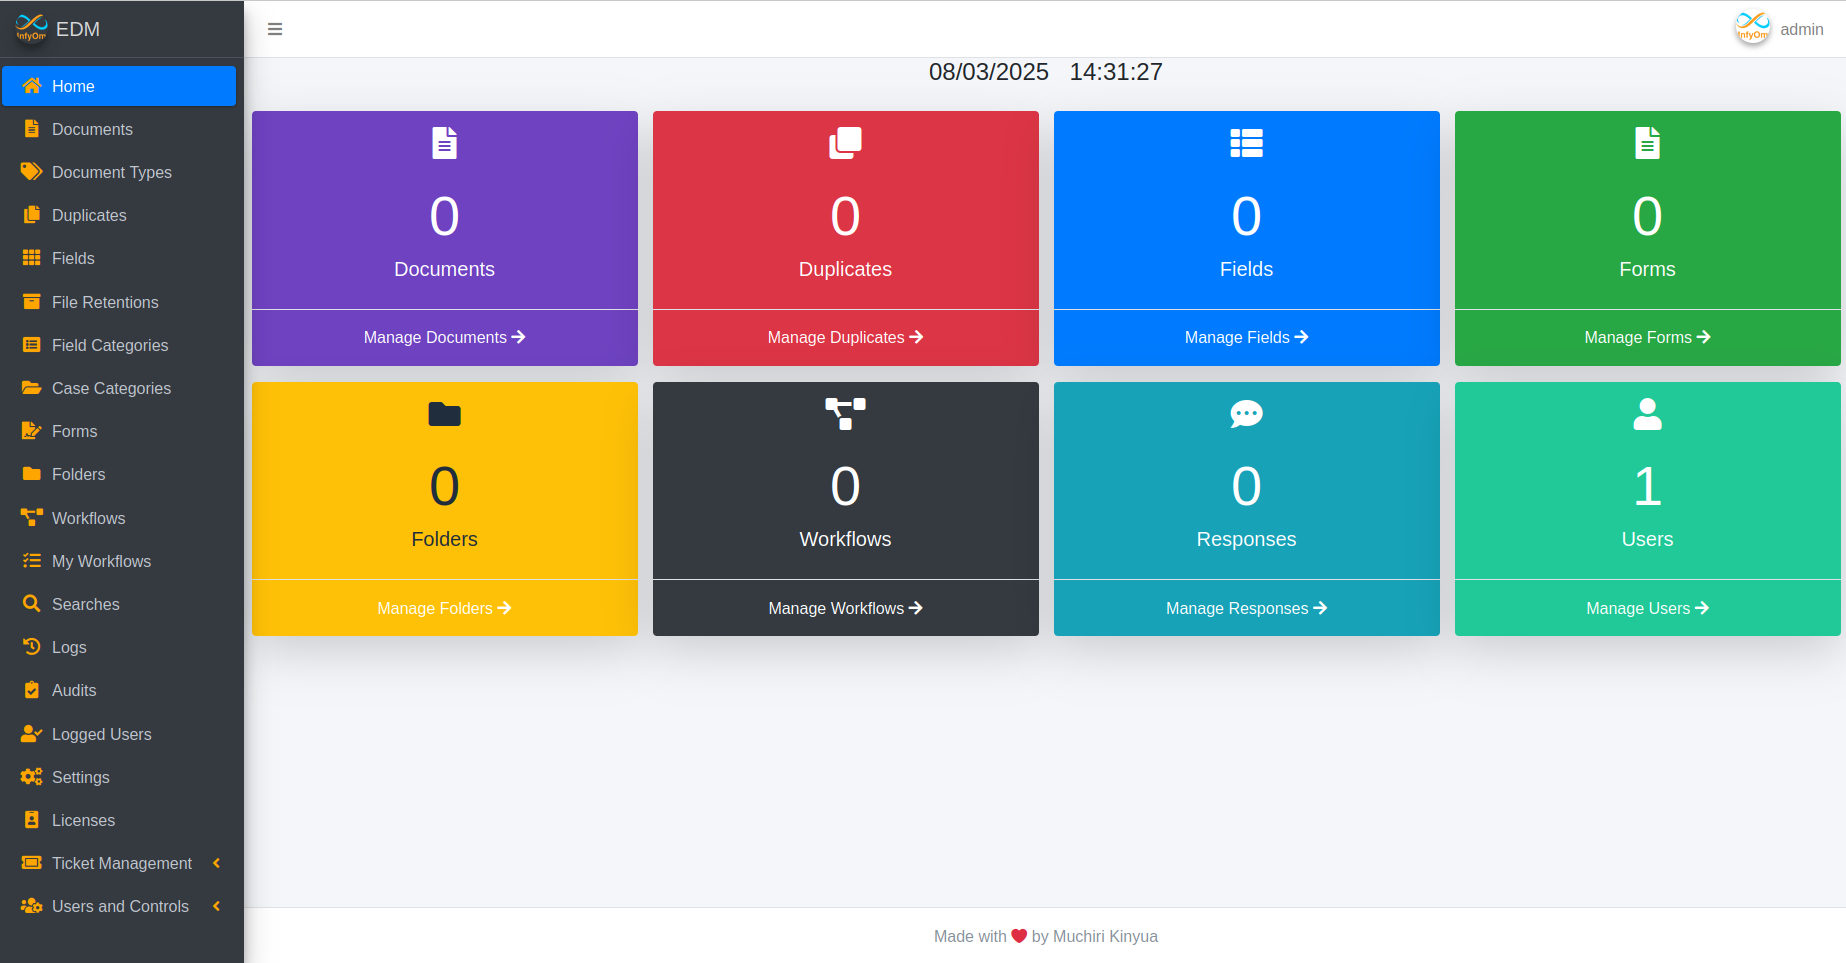 InfyOm
EDM
InfyOm
admin
Home
Documents
Document Types
Duplicates
Fields
File Retentions
Field Categories
Case Categories
Forms
Folders
Workflows
My Workflows
Searches
Logs
Audits
Logged Users
Settings
Licenses
Ticket Management
Users and Controls
08/03/2025 14:31:27
0
Documents
Manage Documents
0
Duplicates
Manage Duplicates
0
Fields
Manage Fields
0
Forms
Manage Forms
0
Folders
Manage Folders
0
Workflows
Manage Workflows
0
Responses
Manage Responses
1
Users
Manage Users
Made with ❤ by Muchiri Kinyua